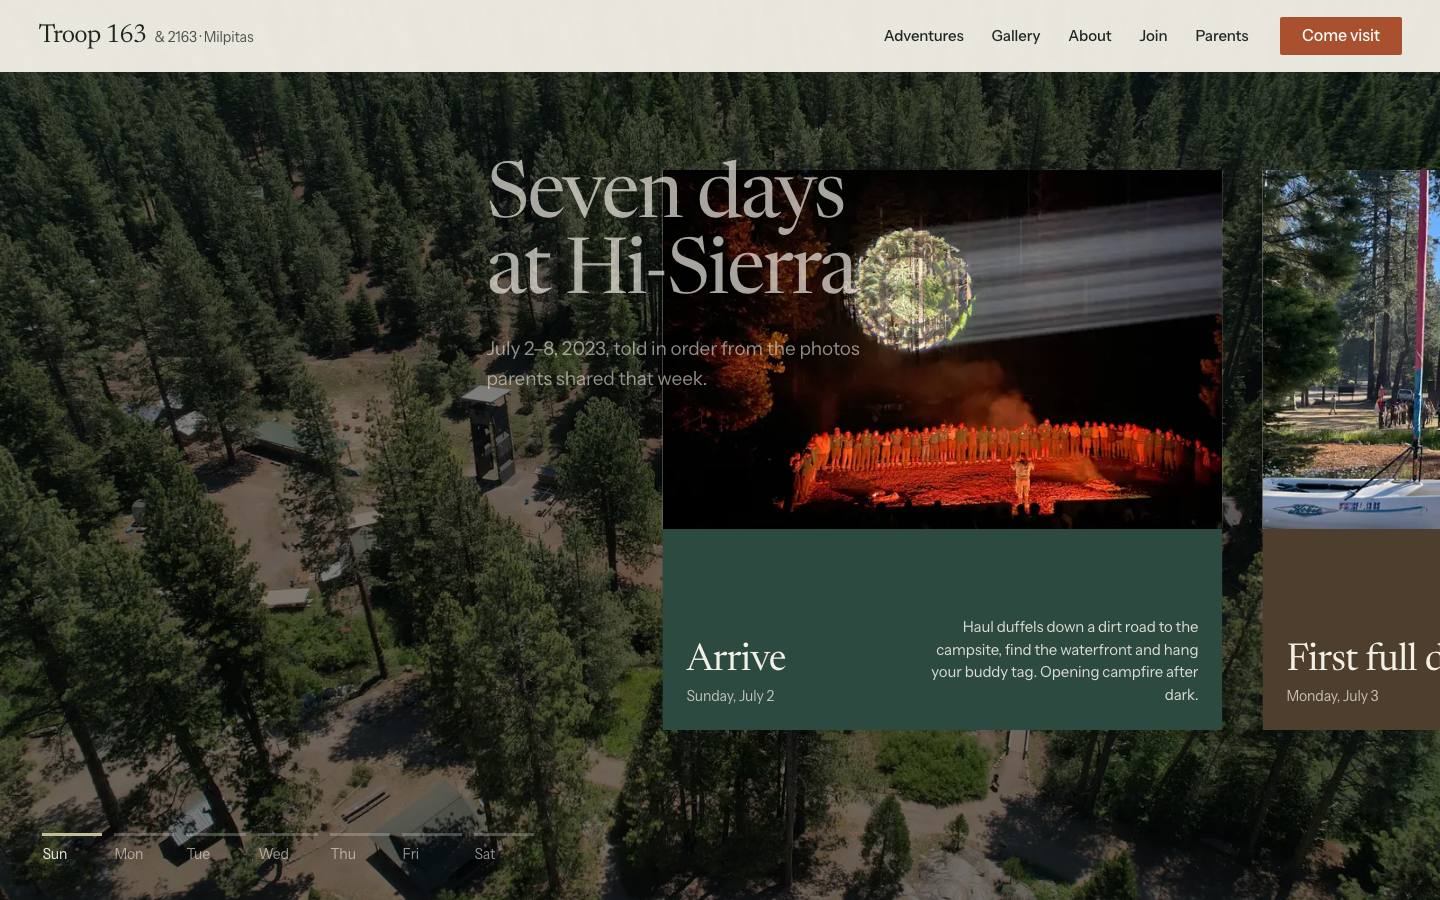 Troop 163 & 2163 · Milpitas
Adventures Gallery About Join Parents Come visit
Seven days
at Hi-Sierra
July 2–8, 2023, told in order from the photos
parents shared that week.
Haul duffels down a dirt road to the
campsite, find the waterfront and hang
your buddy tag. Opening campfire after
dark.
Arrive
Sunday, July 2
First full d
Monday, July 3
Sun Mon Tue Wed Thu Fri Sat